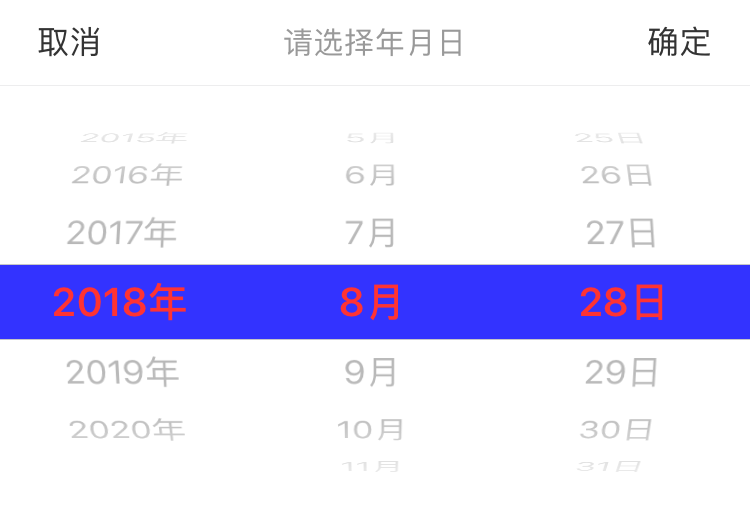 取消 请选择年月日 确定
2015年 5月 25日
2016年 6月 26日
2017年 7月 27日
2018年 8月 28日
2019年 9月 29日
2020年 10月 30日
11月 31日